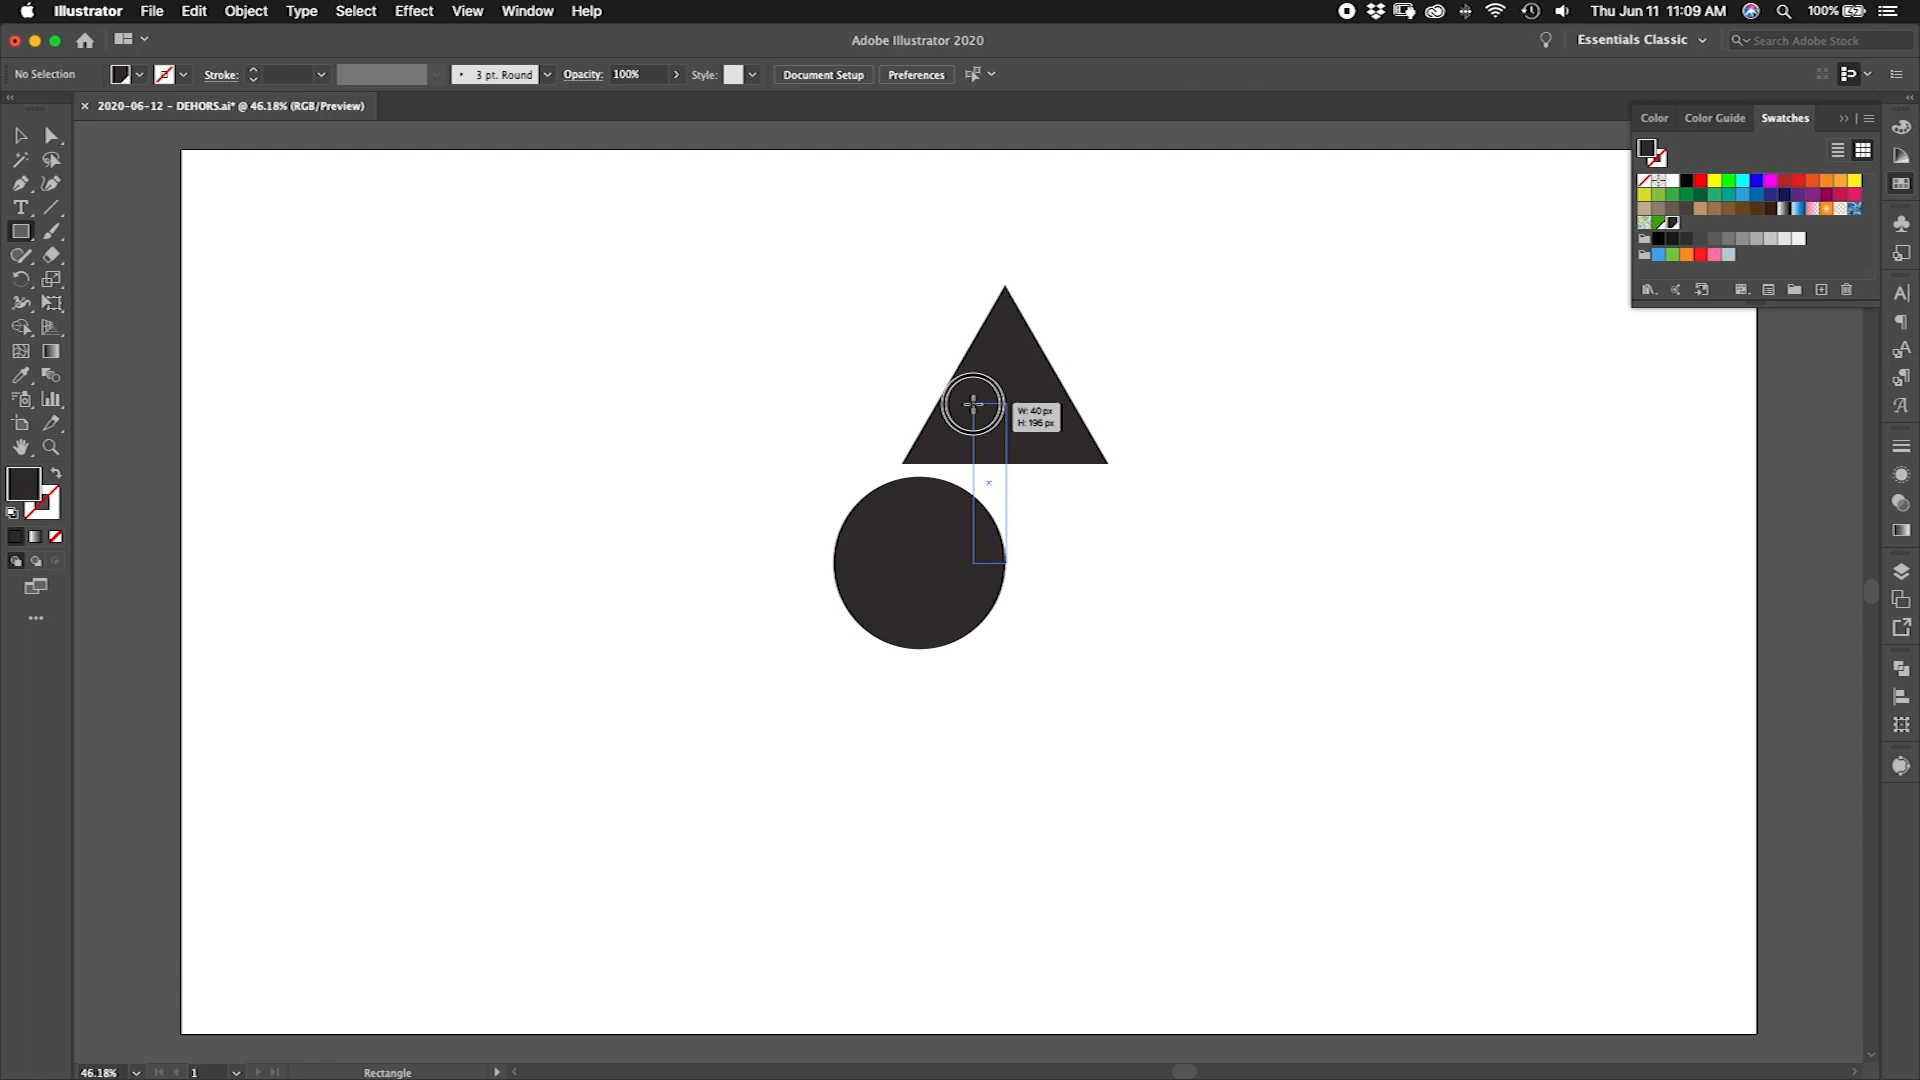 Illustrator File Edit Object Type Select Effect View Window Help
Thu Jun 11 11:09 AM
100%
Adobe Illustrator 2020
Essentials Classic
Search Adobe Stock
No Selection
Stroke:
3 pt. Round
Opacity: 100%
Style:
Document Setup
Preferences
× 2020-06-12 - DEHORS.ai* @ 46.18% (RGB/Preview)
Color
Color Guide
Swatches
W: 40 px
H: 195 px
46.18%
1
Rectangle